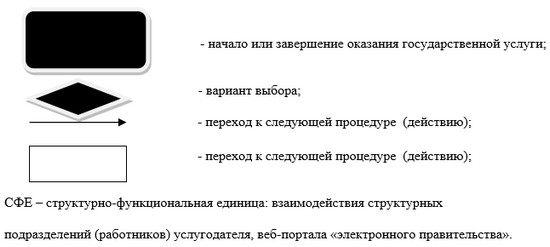 - начало или завершение оказания государственной услуги;
- вариант выбора;
- переход к следующей процедуре (действию);
- переход к следующей процедуре (действию);
СФЕ – структурно-функциональная единица: взаимодействия структурных
подразделений (работников) услугодателя, веб-портала «электронного правительства».